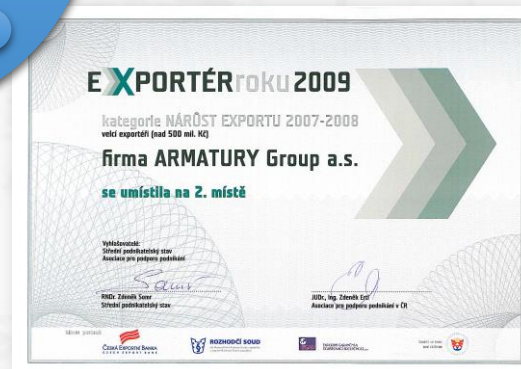 EXPORTÉR roku 2009
kategorie NÁRŮST EXPORTU 2007-2008
velcí exportéři (nad 500 mil. Kč)
firma ARMATURY Group a.s.
se umístila na 2. místě
Vyhlašovatelé:
Střední podnikatelský stav
Asociace pro podporu podnikání
RNDr. Zdeněk Somr
Střední podnikatelský stav
JUDr., Ing. Zdeněk Ertl
Asociace pro podporu podnikání v ČR
ČESKÁ EXPORTNÍ BANKA
CZECH EXPORT BANK
ROZHODČÍ SOUD